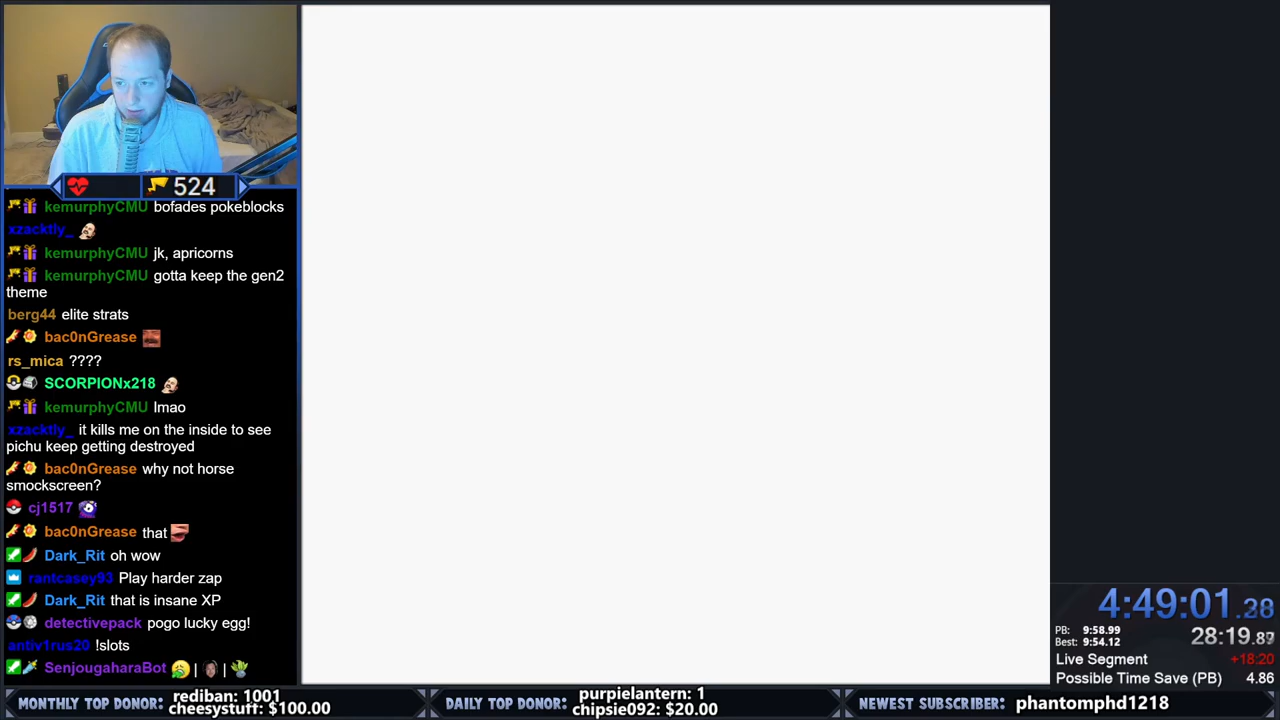 524
kemurphyCMU bofades pokeblocks
xzacktly_
kemurphyCMU jk, apricorns
kemurphyCMU gotta keep the gen2
theme
berg44 elite strats
bac0nGrease
rs_mica ????
SCORPIONx218
kemurphyCMU lmao
xzacktly_ it kills me on the inside to see
pichu keep getting destroyed
bac0nGrease why not horse
smockscreen?
cj1517
bac0nGrease that
Dark_Rit oh wow
rantcasey93 Play harder zap
Dark_Rit that is insane XP
detectivepack pogo lucky egg!
antiv1rus20 !slots
SenjougaharaBot | |
4:49:01.28
PB: 9:58.99
Best: 9:54.12
28:19.89
Live Segment +18:20
Possible Time Save (PB) 4.86
MONTHLY TOP DONOR: rediban: 1001
cheesystuff: $100.00
DAILY TOP DONOR: purpielantern: 1
chipsie092: $20.00
NEWEST SUBSCRIBER: phantomphd1218